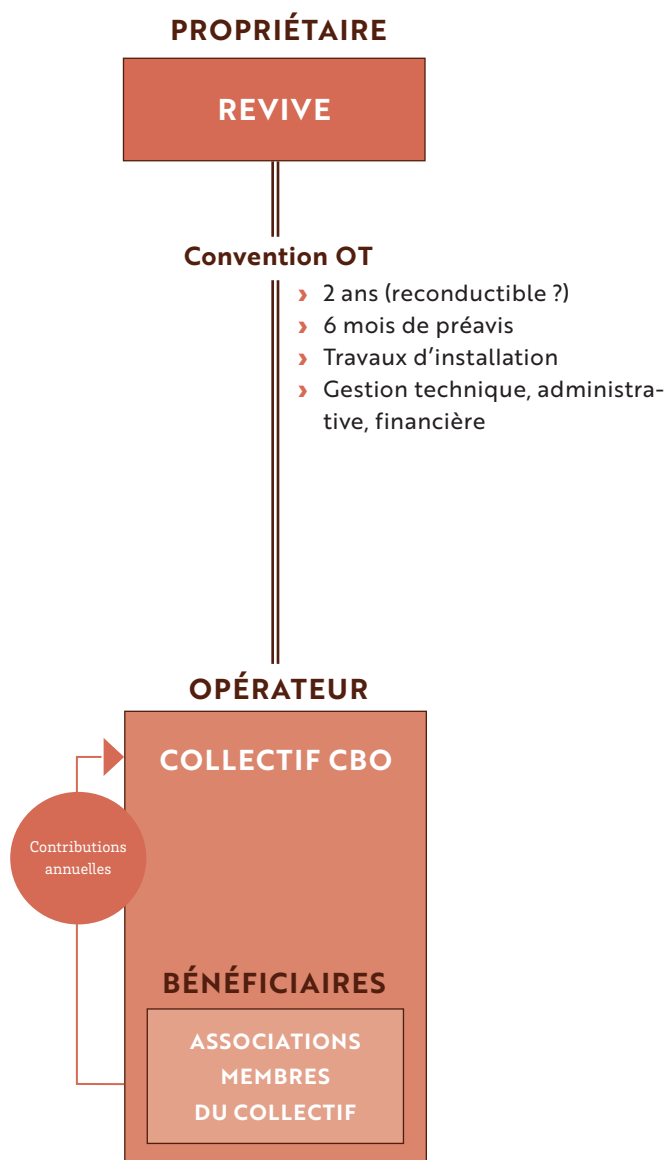 PROPRIÉTAIRE
REVIVE
Convention OT
› 2 ans (reconductible ?)
› 6 mois de préavis
› Travaux d’installation
› Gestion technique, administra-
tive, financière
OPÉRATEUR
COLLECTIF CBO
Contributions
annuelles
BÉNÉFICIAIRES
ASSOCIATIONS
MEMBRES
DU COLLECTIF